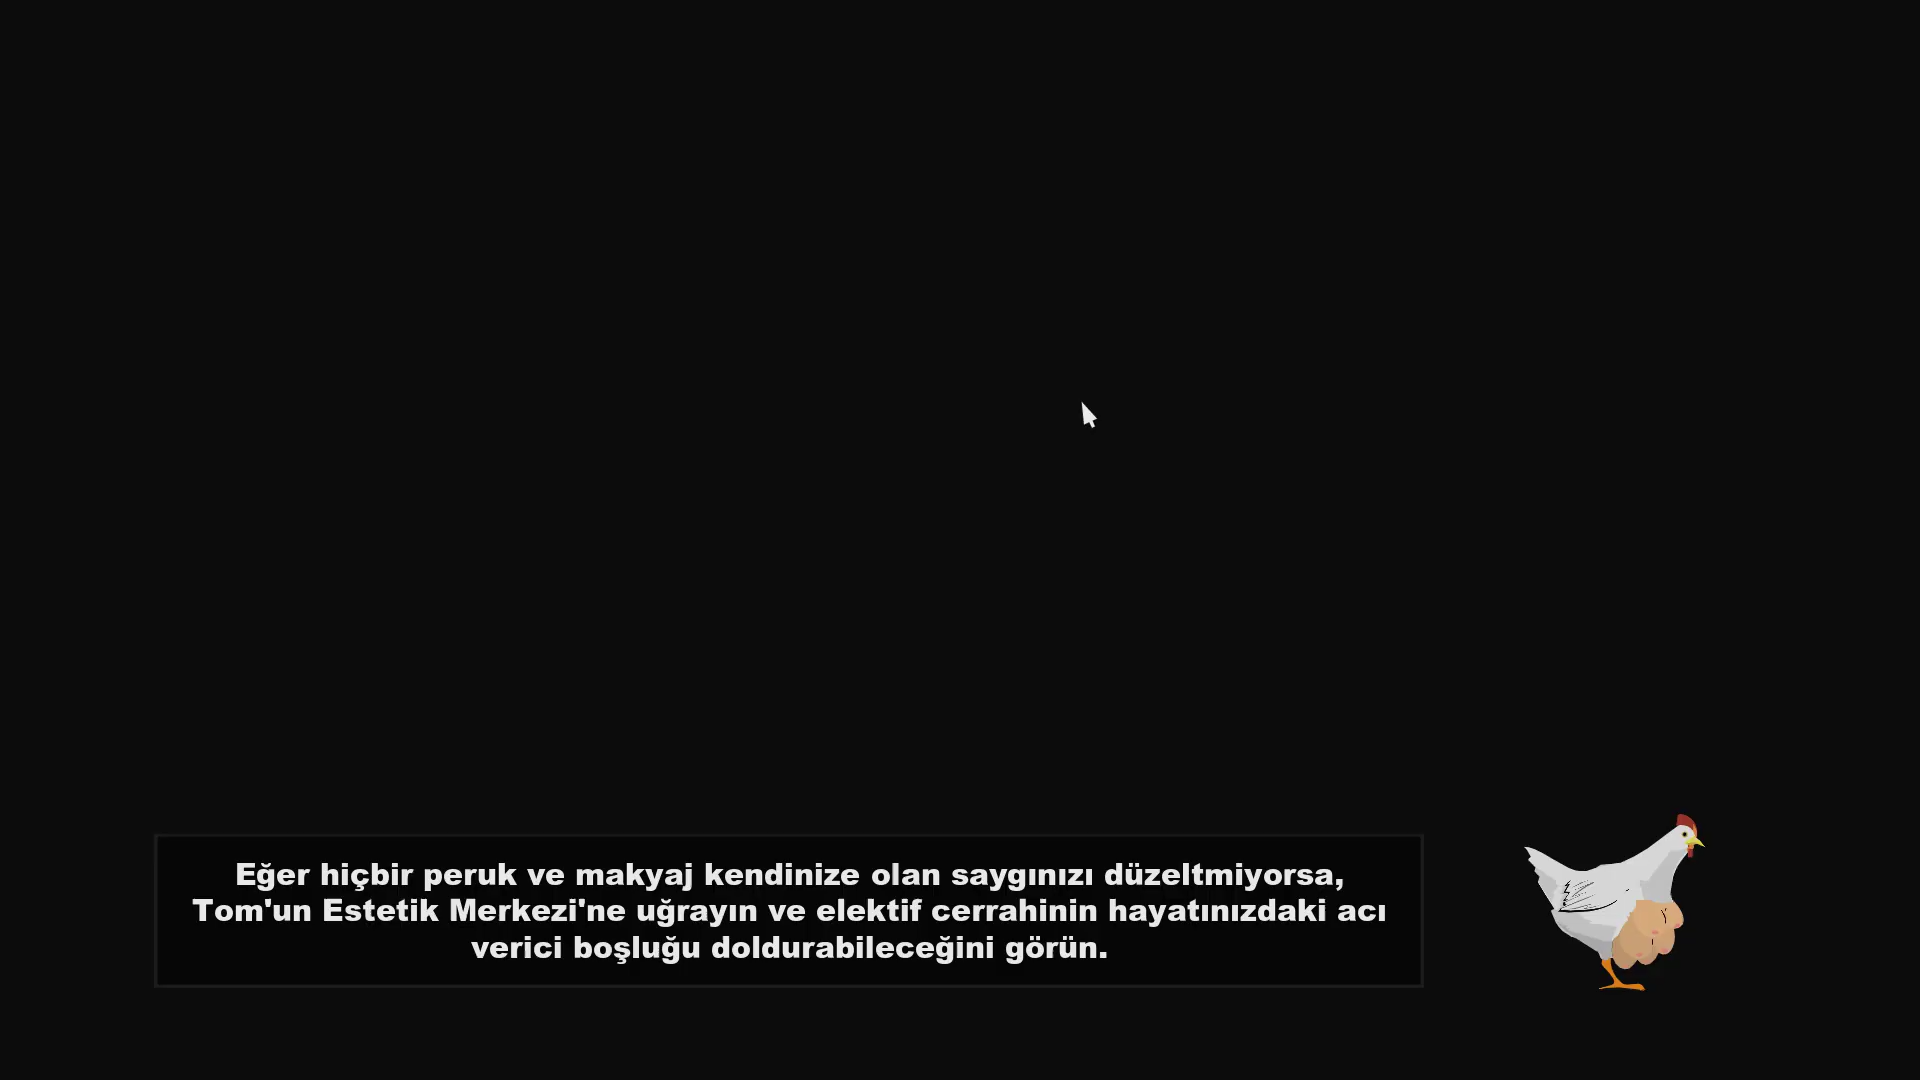 Eğer hiçbir peruk ve makyaj kendinize olan saygınızı düzeltmiyorsa,
Tom'un Estetik Merkezi'ne uğrayın ve elektif cerrahinin hayatınızdaki acı
verici boşluğu doldurabileceğini görün.